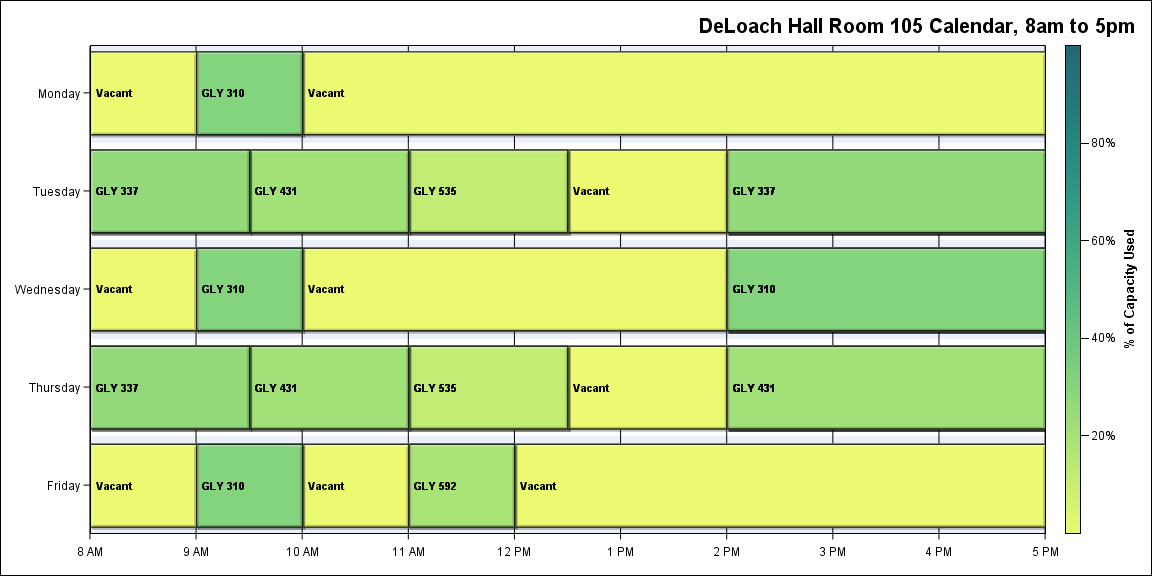 DeLoach Hall Room 105 Calendar, 8am to 5pm
Monday
Vacant
GLY 310
Vacant
Tuesday
GLY 337
GLY 431
GLY 535
Vacant
GLY 337
Wednesday
Vacant
GLY 310
Vacant
GLY 310
Thursday
GLY 337
GLY 431
GLY 535
Vacant
GLY 431
Friday
Vacant
GLY 310
Vacant
GLY 592
Vacant
8 AM
9 AM
10 AM
11 AM
12 PM
1 PM
2 PM
3 PM
4 PM
5 PM
80%
60%
40%
20%
% of Capacity Used